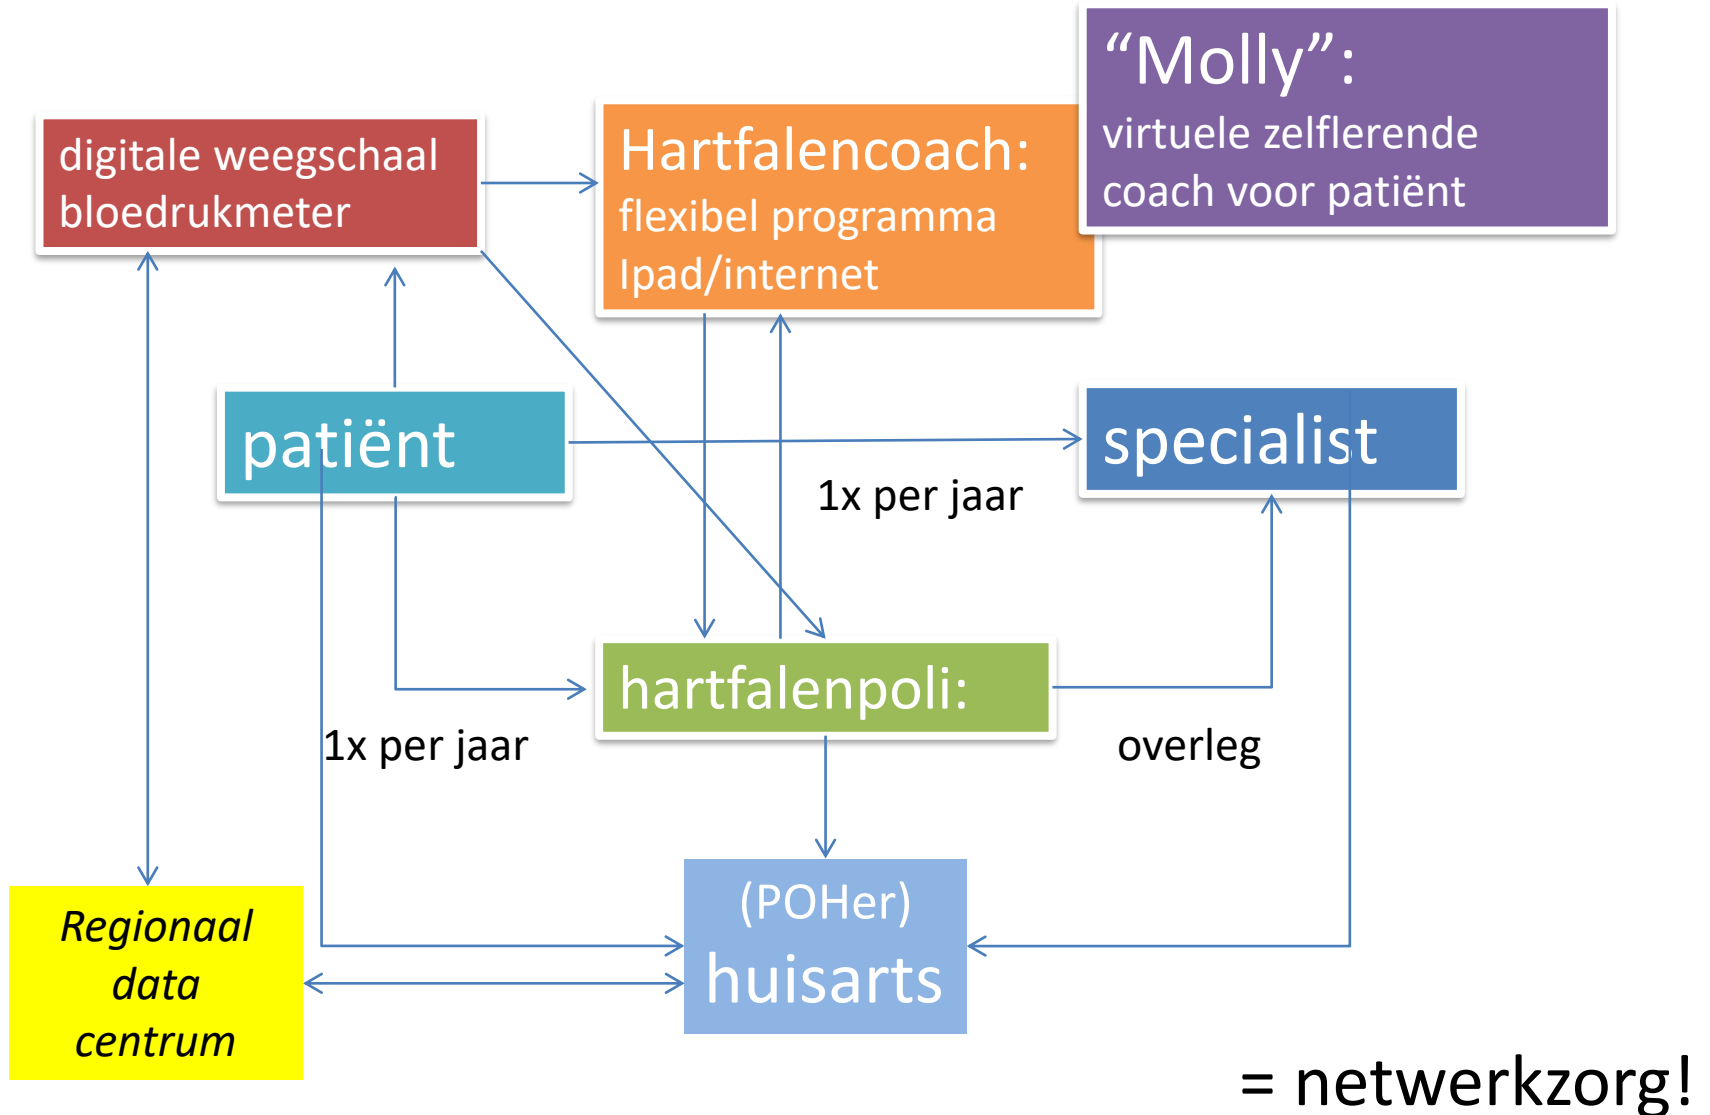 “Molly”:
virtuele zelflerende
coach voor patiënt
digitale weegschaal
bloedrukmeter
Hartfalencoach:
flexibel programma
Ipad/internet
patiënt
specialist
1x per jaar
hartfalenpoli:
1x per jaar
overleg
(POHer)
huisarts
Regionaal
data
centrum
= netwerkzorg!